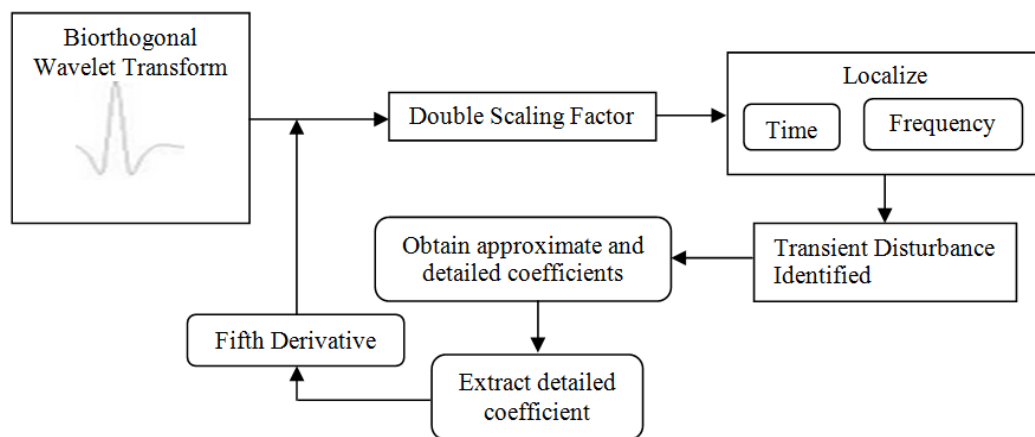 Biorthogonal
Wavelet Transform
Double Scaling Factor
Localize
Time
Frequency
Transient Disturbance
Identified
Obtain approximate and
detailed coefficients
Extract detailed
coefficient
Fifth Derivative